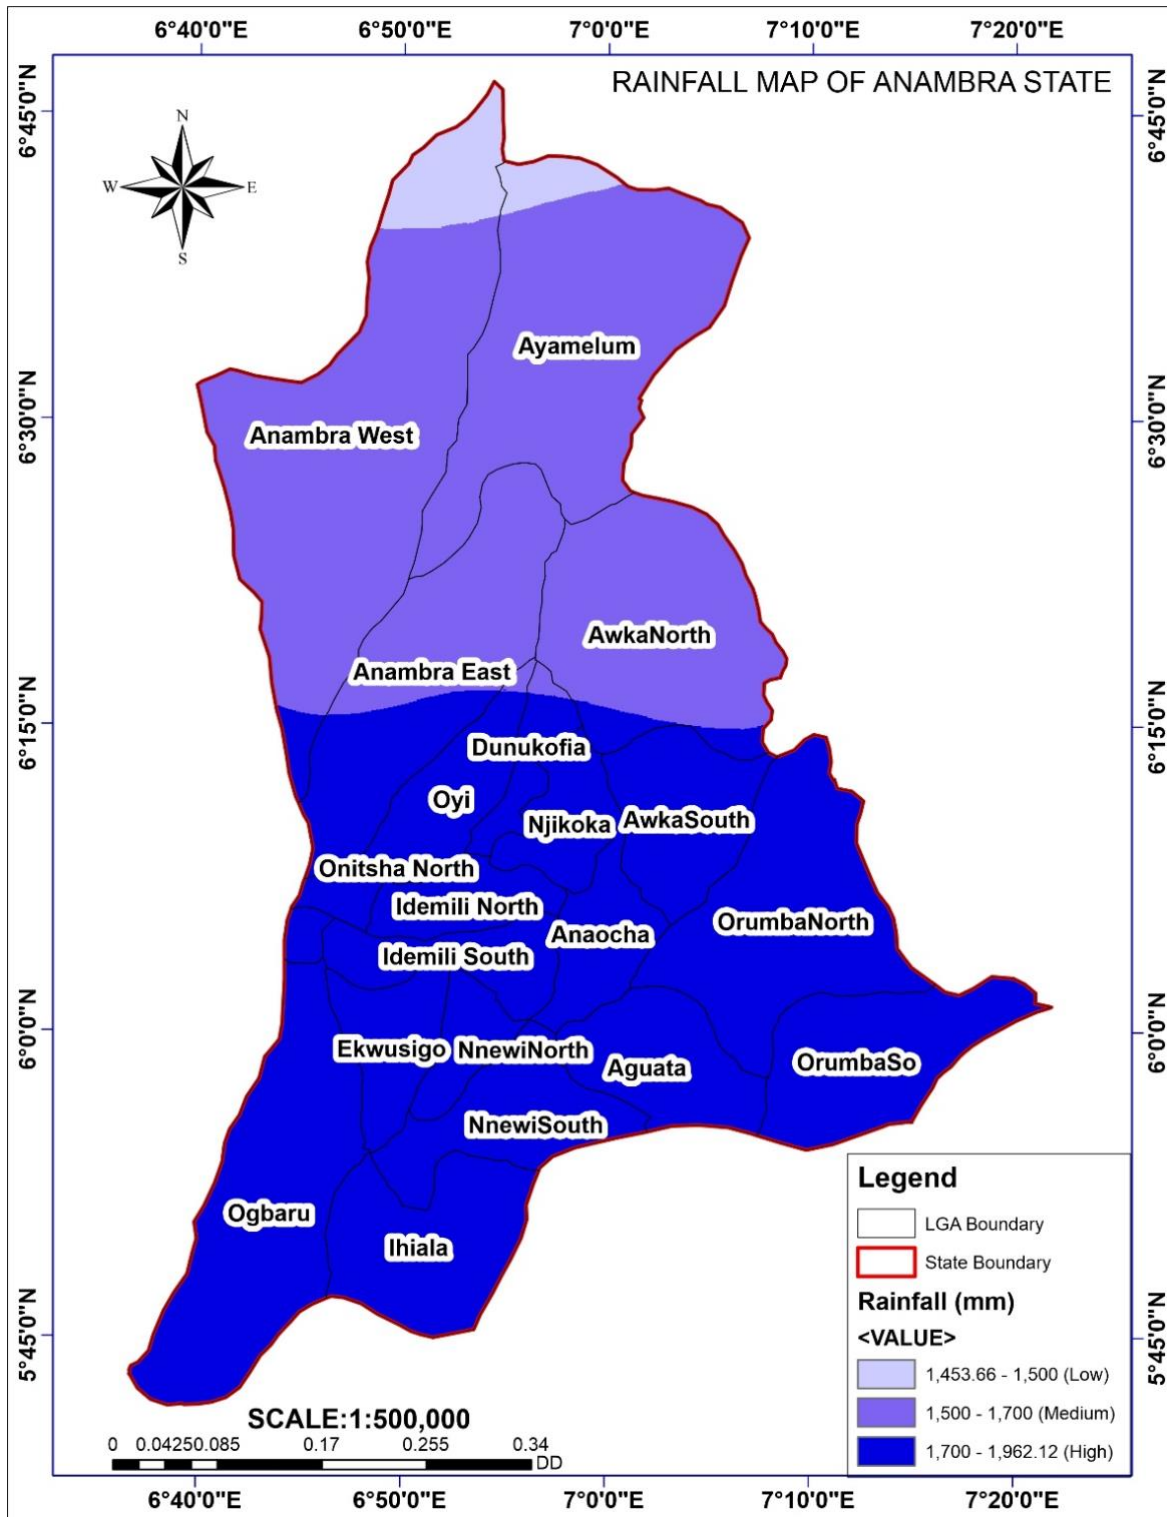 6°40'0"E 6°50'0"E 7°0'0"E 7°10'0"E 7°20'0"E
RAINFALL MAP OF ANAMBRA STATE
6°45'0"N
6°45'0"N
N
W E
S
Ayamelum
6°30'0"N
6°30'0"N
Anambra West
AwkaNorth
Anambra East
6°15'0"N
6°15'0"N
Dunukofia
Oyi
Njikoka
AwkaSouth
Onitsha North
Idemili North
OrumbaNorth
Anaocha
Idemili South
6°0'0"N
6°0'0"N
Ekwusigo
NnewiNorth
OrumbaSo
Aguata
NnewiSouth
Ogbaru
Ihiala
5°45'0"N
5°45'0"N
Legend
LGA Boundary
State Boundary
Rainfall (mm)
<VALUE>
1,453.66 - 1,500 (Low)
1,500 - 1,700 (Medium)
1,700 - 1,962.12 (High)
SCALE:1:500,000
0 0.04250.085 0.17 0.255 0.34
DD
6°40'0"E 6°50'0"E 7°0'0"E 7°10'0"E 7°20'0"E